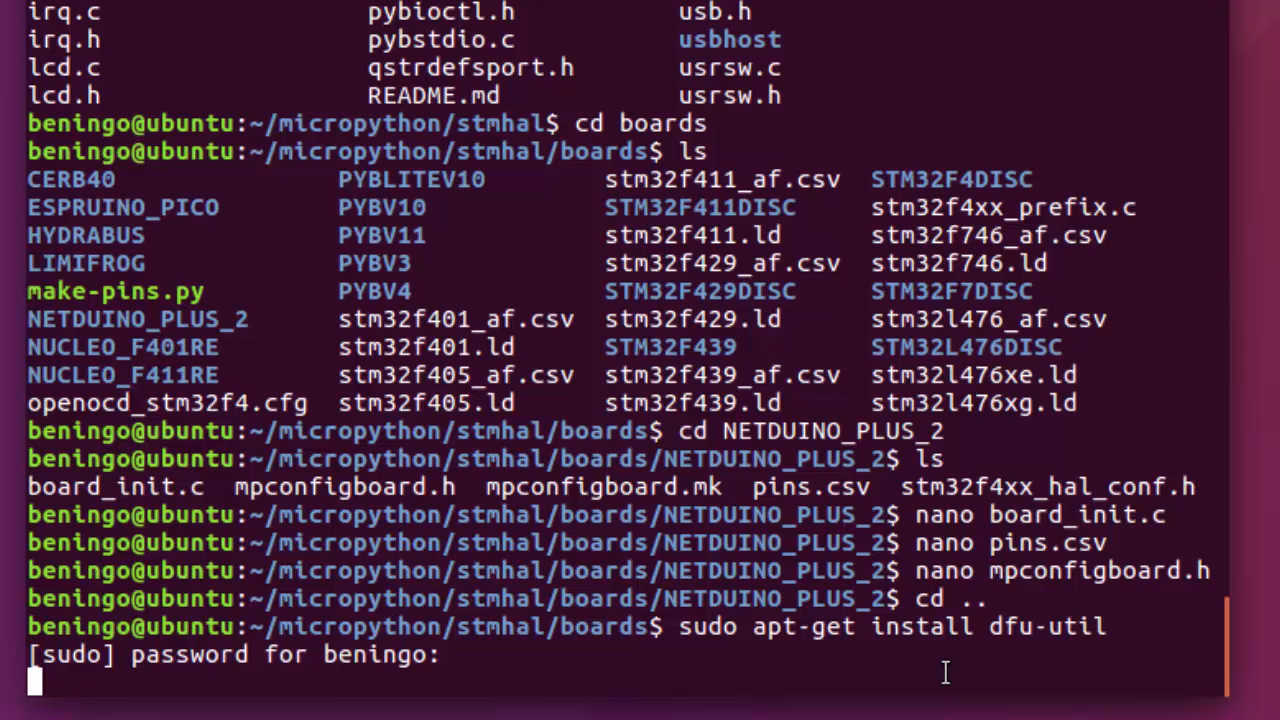 irq.c pybioctl.h usb.h
irq.h pybstdio.c usbhost
lcd.c qstrdefsport.h usrsw.c
lcd.h README.md usrsw.h
beningo@ubuntu:~/micropython/stmhal$ cd boards
beningo@ubuntu:~/micropython/stmhal/boards$ ls
CERB40 PYBLITEV10 stm32f411_af.csv STM32F4DISC
ESPRUINO_PICO PYBV10 STM32F411DISC stm32f4xx_prefix.c
HYDRABUS PYBV11 stm32f411.ld stm32f746_af.csv
LIMIFROG PYBV3 stm32f429_af.csv stm32f746.ld
make-pins.py PYBV4 STM32F429DISC STM32F7DISC
NETDUINO_PLUS_2 stm32f401_af.csv stm32f429.ld stm32l476_af.csv
NUCLEO_F401RE stm32f401.ld STM32F439 STM32L476DISC
NUCLEO_F411RE stm32f405_af.csv stm32f439_af.csv stm32l476xe.ld
openocd_stm32f4.cfg stm32f405.ld stm32f439.ld stm32l476xg.ld
beningo@ubuntu:~/micropython/stmhal/boards$ cd NETDUINO_PLUS_2
beningo@ubuntu:~/micropython/stmhal/boards/NETDUINO_PLUS_2$ ls
board_init.c mpconfigboard.h mpconfigboard.mk pins.csv stm32f4xx_hal_conf.h
beningo@ubuntu:~/micropython/stmhal/boards/NETDUINO_PLUS_2$ nano board_init.c
beningo@ubuntu:~/micropython/stmhal/boards/NETDUINO_PLUS_2$ nano pins.csv
beningo@ubuntu:~/micropython/stmhal/boards/NETDUINO_PLUS_2$ nano mpconfigboard.h
beningo@ubuntu:~/micropython/stmhal/boards/NETDUINO_PLUS_2$ cd ..
beningo@ubuntu:~/micropython/stmhal/boards$ sudo apt-get install dfu-util
[sudo] password for beningo: